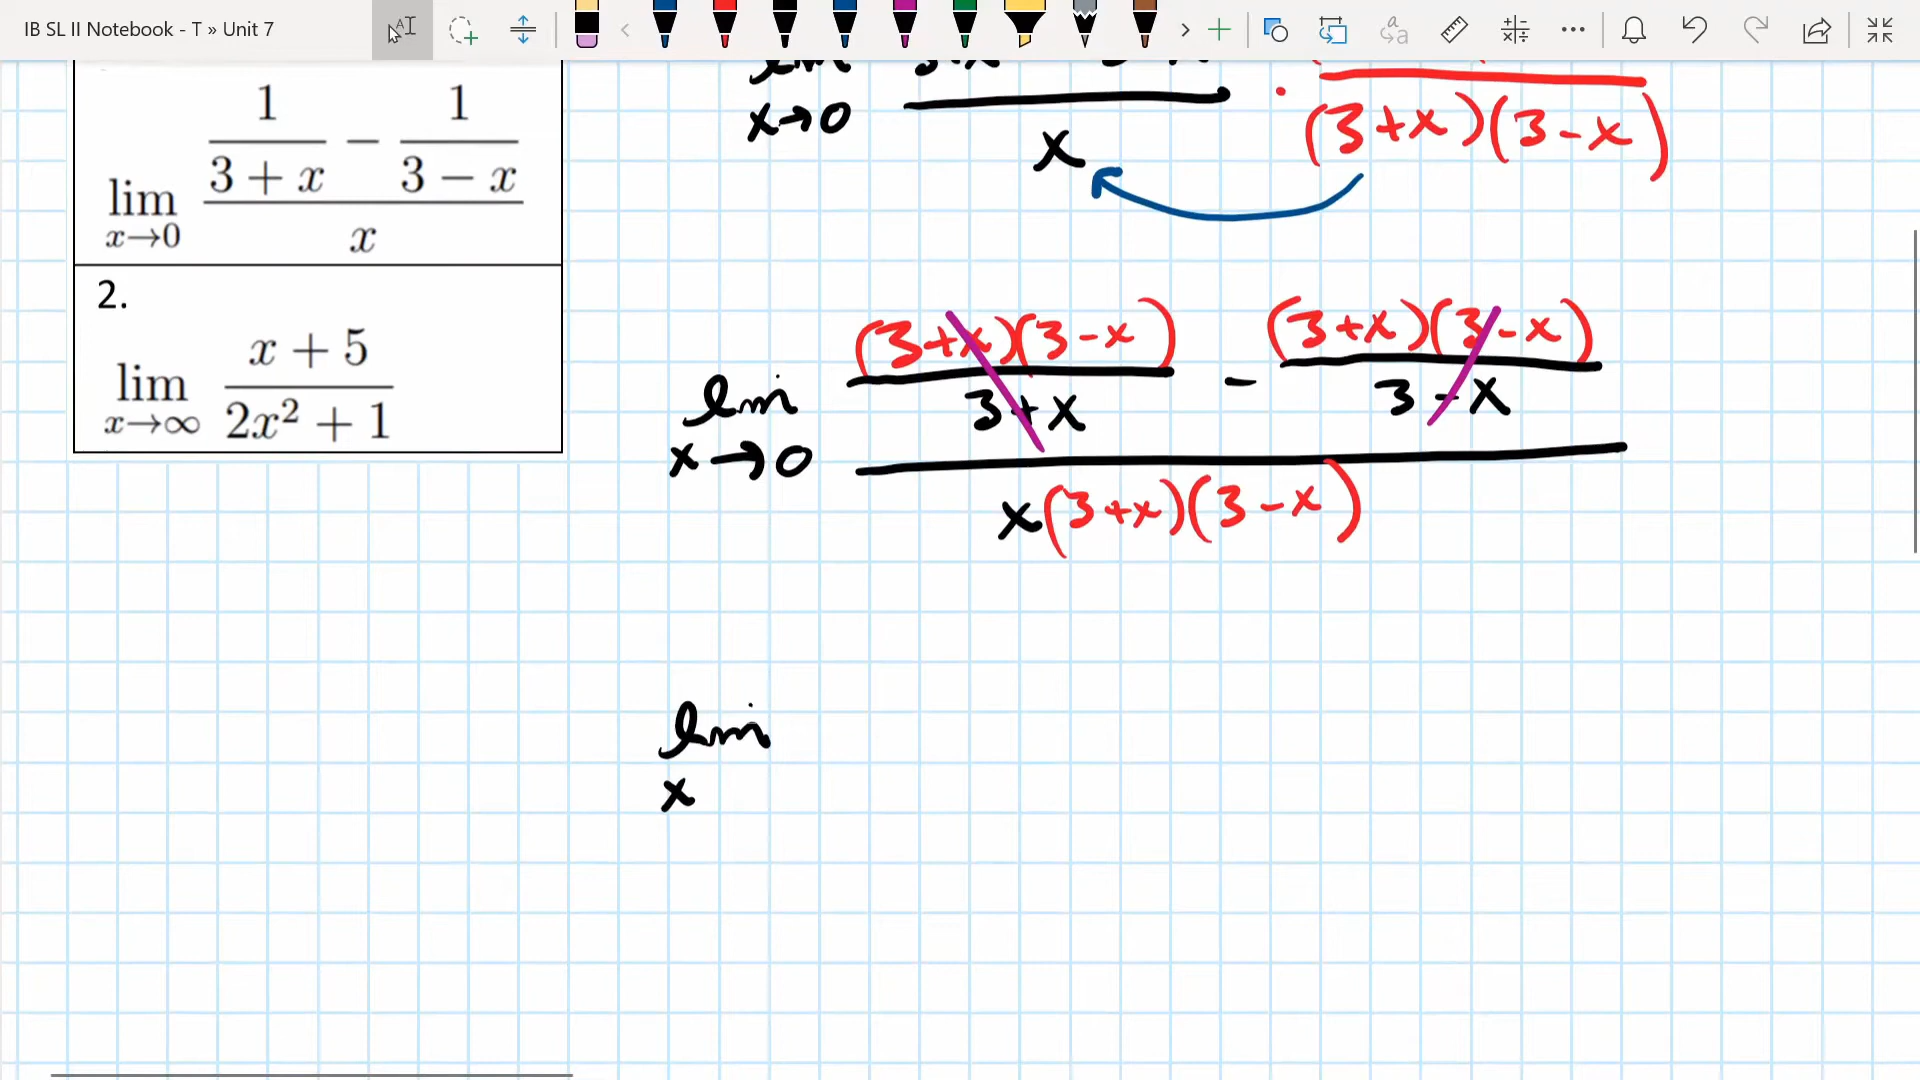 IB SL II Notebook - T » Unit 7
1/(3 + x) − 1/(3 − x)
lim x→0
x
2.
lim x→∞ (x + 5)/(2x² + 1)
lim
x→0
x
· (3+x)(3-x)
lim x→0
(3+x)(3-x) / 3+x - (3+x)(3-x) / 3-x
x(3+x)(3-x)
lim
x